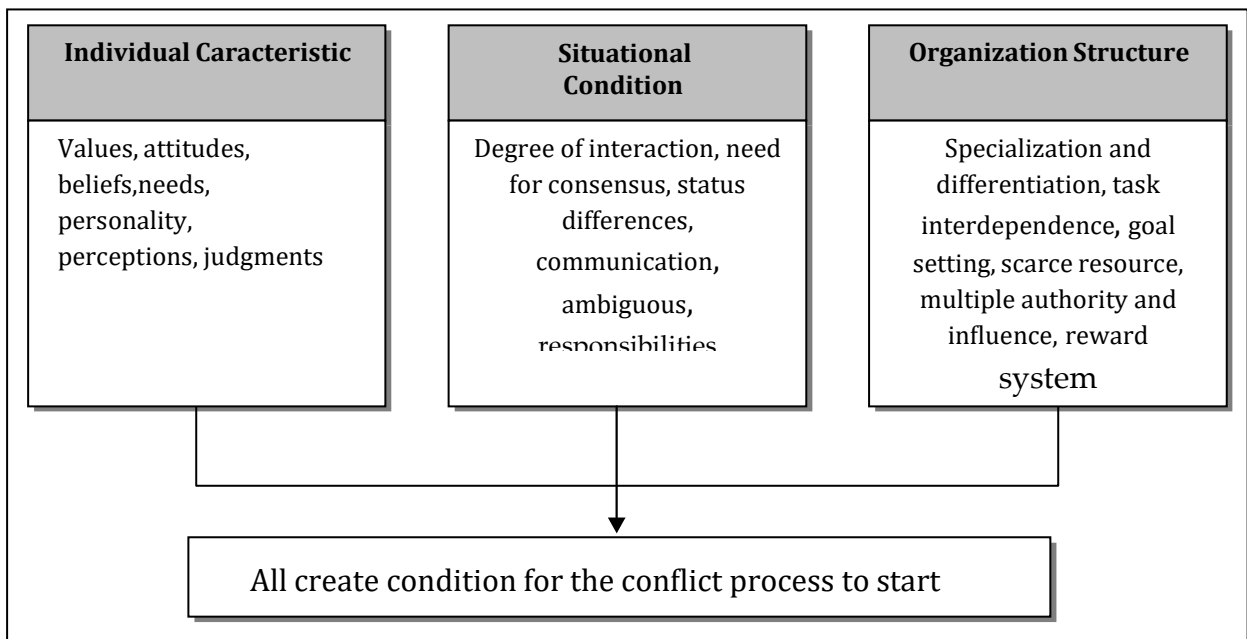 Individual Caracteristic
Values, attitudes,
beliefs,needs,
personality,
perceptions, judgments
Situational
Condition
Degree of interaction, need
for consensus, status
differences,
communication,
ambiguous,
responsibilities
Organization Structure
Specialization and
differentiation, task
interdependence, goal
setting, scarce resource,
multiple authority and
influence, reward
system
All create condition for the conflict process to start